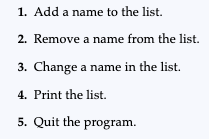 1. Add a name to the list.
2. Remove a name from the list.
3. Change a name in the list.
4. Print the list.
5. Quit the program.